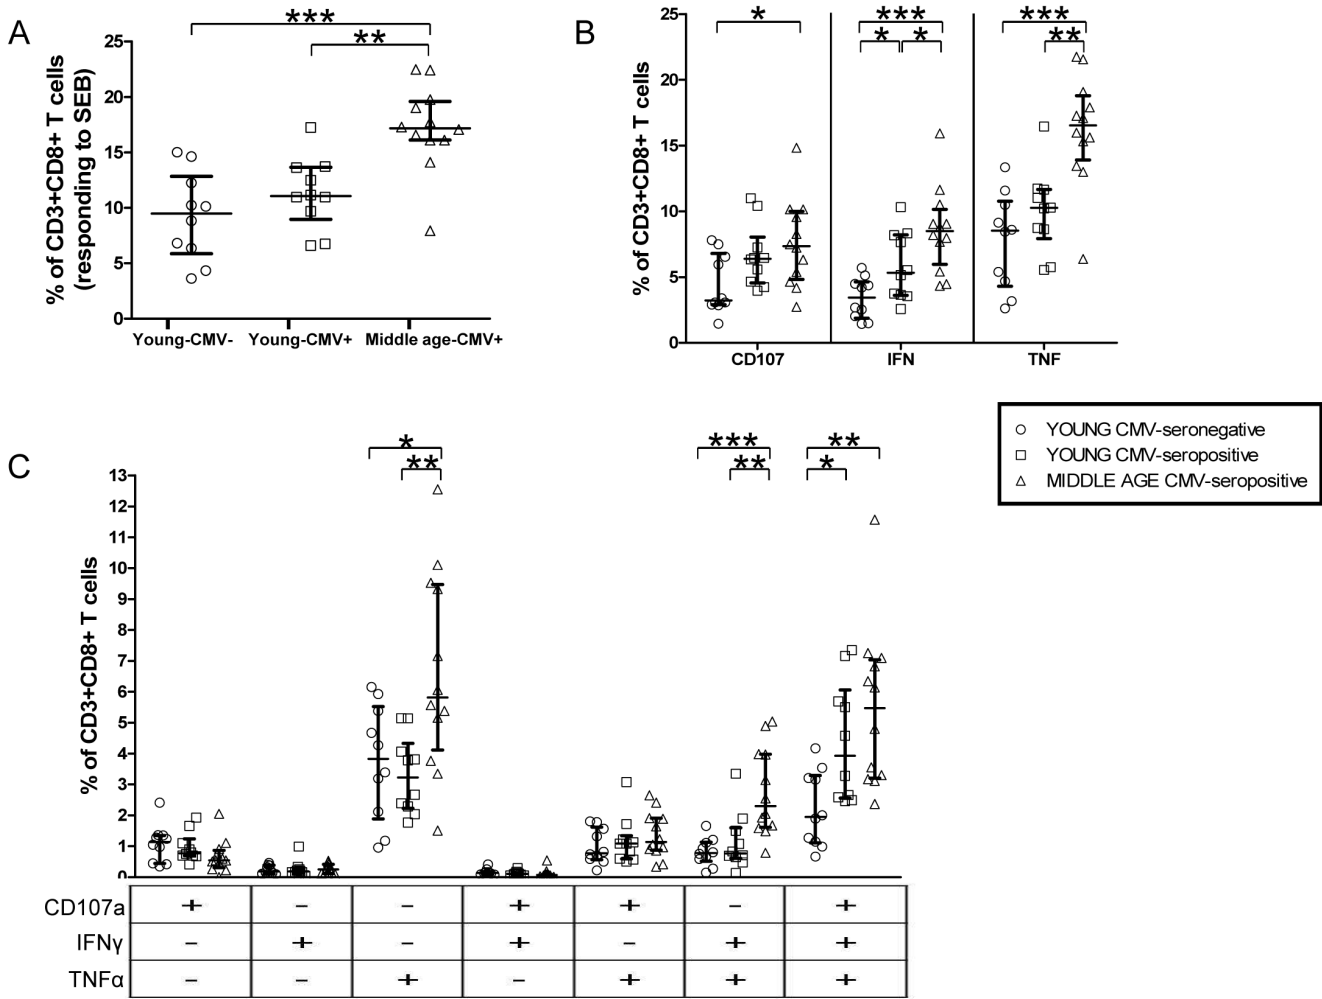 A
***
**
25
20
15
10
5
0
% of CD3+CD8+ T cells
(responding to SEB)
Young-CMV- Young-CMV+ Middle age-CMV+
B
* *** ***
* * **
25
20
15
10
5
0
% of CD3+CD8+ T cells
CD107 IFN TNF
YOUNG CMV-seronegative
YOUNG CMV-seropositive
MIDDLE AGE CMV-seropositive
C
* *** **
** ** *
13
12
11
10
9
8
7
6
5
4
3
2
1
0
% of CD3+CD8+ T cells
CD107a + - - + + - +
IFNγ - + - + - + +
TNFα - - + - + + +